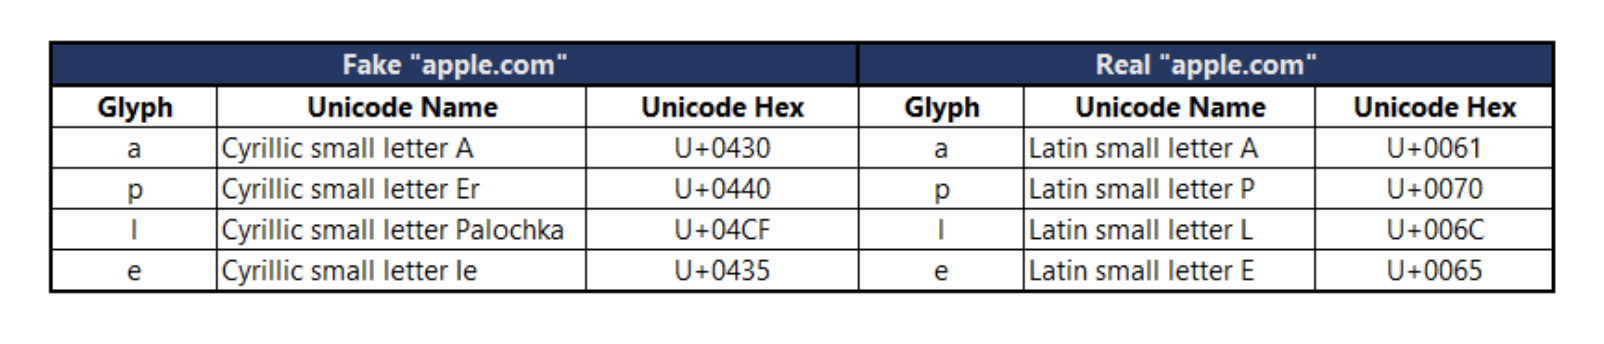 Fake "apple.com" Real "apple.com"
Glyph Unicode Name Unicode Hex Glyph Unicode Name Unicode Hex
а Cyrillic small letter A U+0430 a Latin small letter A U+0061
р Cyrillic small letter Er U+0440 p Latin small letter P U+0070
ӏ Cyrillic small letter Palochka U+04CF l Latin small letter L U+006C
е Cyrillic small letter Ie U+0435 e Latin small letter E U+0065